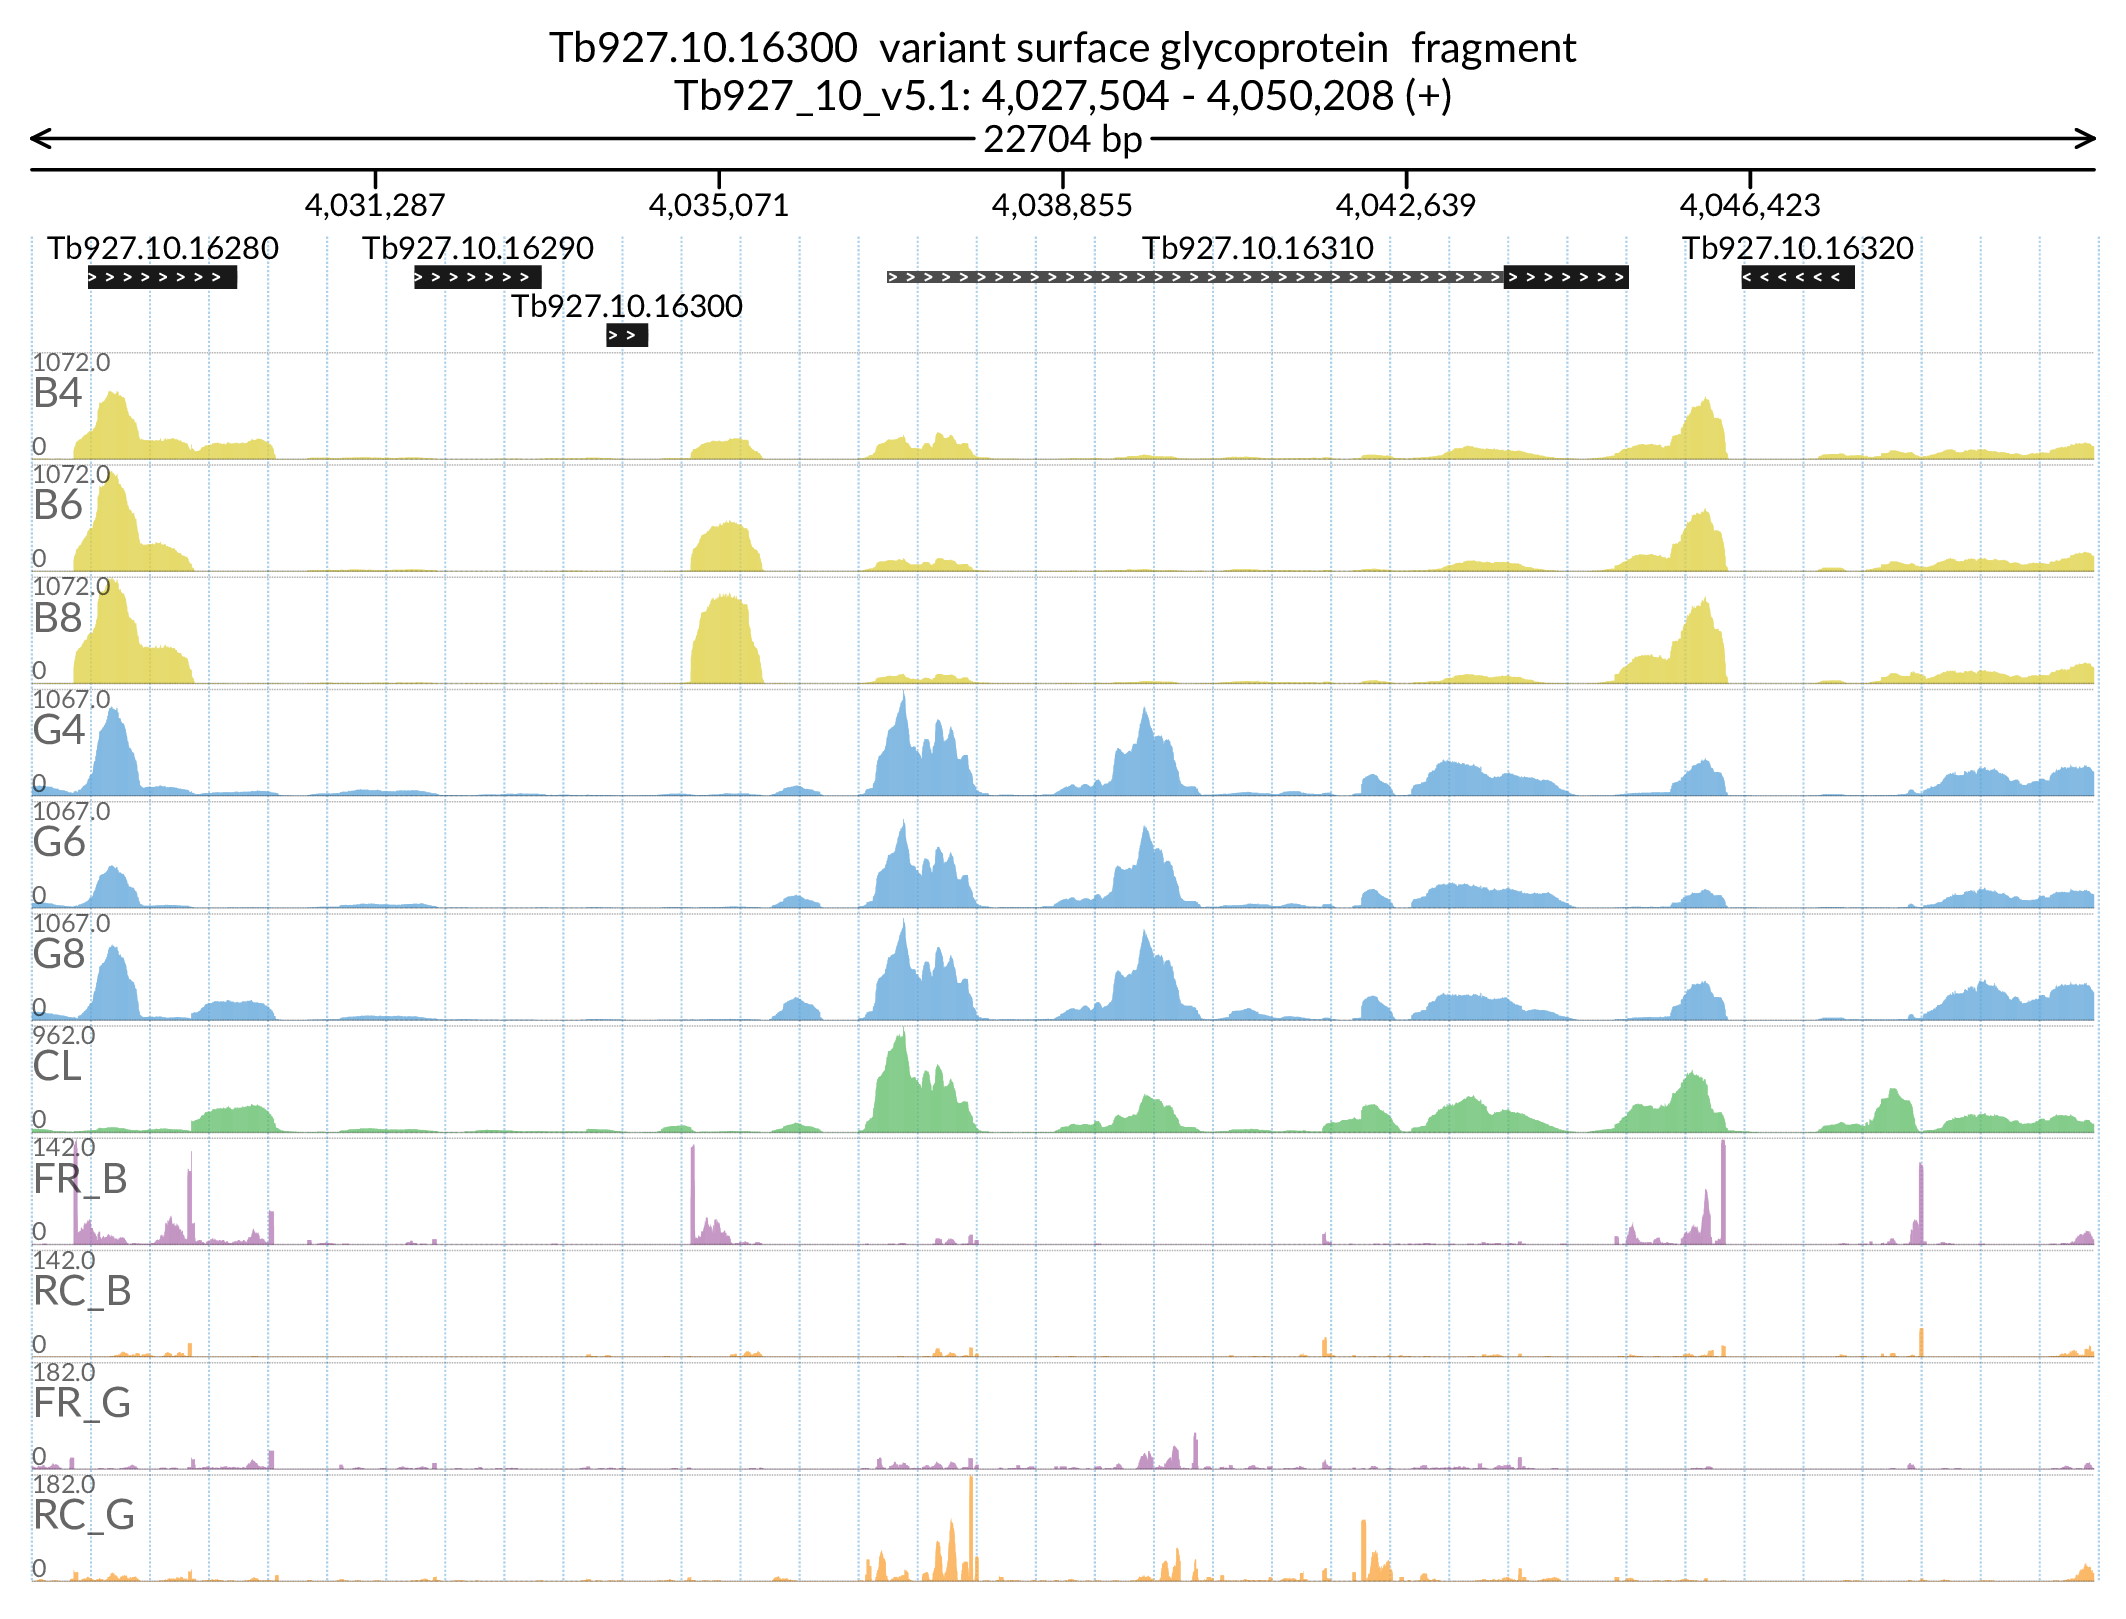 Tb927.10.16300 variant surface glycoprotein fragment
Tb927_10_v5.1: 4,027,504 - 4,050,208 (+)
22704 bp
4,031,287 4,035,071 4,038,855 4,042,639 4,046,423
Tb927.10.16280 Tb927.10.16290 Tb927.10.16310 Tb927.10.16320
Tb927.10.16300
1072.0
B4
0
1072.0
B6
0
1072.0
B8
0
1067.0
G4
0
1067.0
G6
0
1067.0
G8
0
962.0
CL
0
142.0
FR_B
0
142.0
RC_B
0
182.0
FR_G
0
182.0
RC_G
0